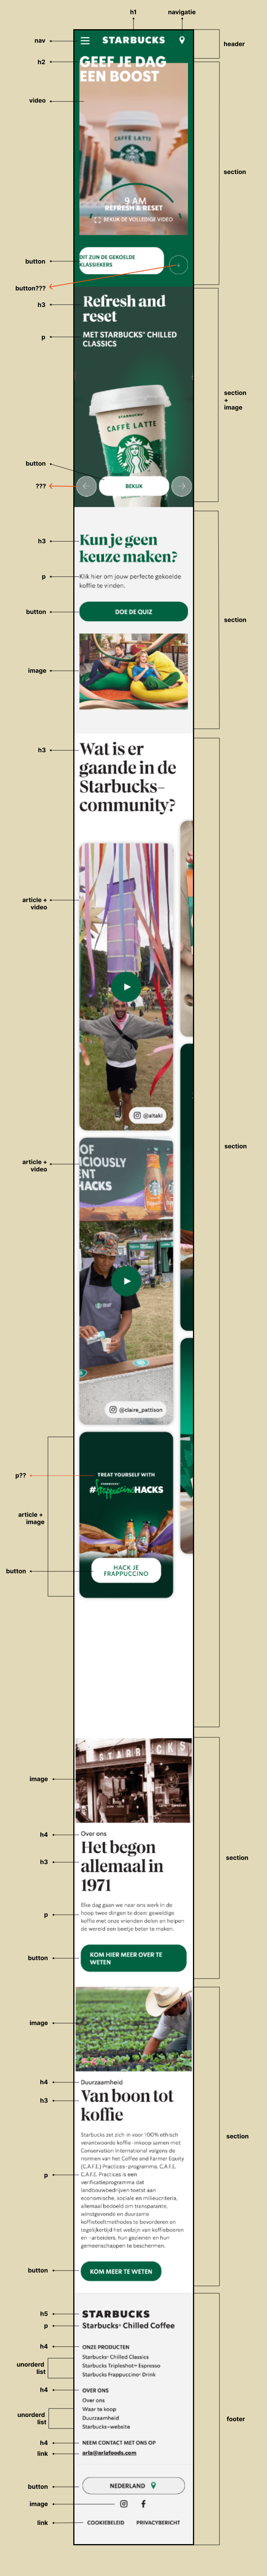 h1
navigatie
nav
STARBUCKS
header
h2
GEEF JE DAG
EEN BOOST
video
section
9 AM
REFRESH & RESET
BEKIJK DE VOLLEDIGE VIDEO
button
DIT ZIJN DE GEKOELDE
KLASSIEKERS
button???
h3
Refresh and
reset
p
MET STARBUCKS® CHILLED
CLASSICS
section
+
image
CAFFÈ LATTE
button
???
BEKIJK
h3
Kun je geen
keuze maken?
p
Klik hier om jouw perfecte gekoelde
koffie te vinden.
button
DOE DE QUIZ
section
image
h3
Wat is er
gaande in de
Starbucks-
community?
article +
video
@altaki
section
article +
video
OF
CIOUSLY
NT
HACKS
@claire_pattison
p??
TREAT YOURSELF WITH
#frappuccinoHACKS
article +
image
button
HACK JE
FRAPPUCCINO
image
h4
Over ons
h3
Het begon
allemaal in
1971
section
p
Elke dag gaan we naar ons werk in de
hoop twee dingen te doen: geweldige
koffie met onze vrienden delen en helpen
de wereld een beetje beter te maken.
button
KOM HIER MEER OVER TE
WETEN
image
h4
Duurzaamheid
h3
Van boon tot
koffie
section
p
Starbucks zet zich in voor 100% ethisch
verantwoorde koffie-inkoop samen met
Conservation International volgens de
normen van het Coffee and Farmer Equity
(C.A.F.E.) Practices-programma. C.A.F.E.
C.A.F.E. Practices is een
verificatieprogramma dat
landbouwbedrijven toetst aan
economische, sociale en milieucriteria,
allemaal bedoeld om transparante,
winstgevende en duurzame
koffieteeltmethodes te bevorderen en
tegelijkertijd het welzijn van koffieboeren
en -arbeiders, hun gezinnen en hun
gemeenschappen te beschermen.
button
KOM MEER TE WETEN
h5
STARBUCKS
p
Starbucks® Chilled Coffee
h4
ONZE PRODUCTEN
unorderd
list
Starbucks® Chilled Classics
Starbucks Tripleshot™ Espresso
Starbucks Frappuccino® Drink
h4
OVER ONS
unorderd
list
Over ons
Waar te koop
Duurzaamheid
Starbucks-website
footer
h4
NEEM CONTACT MET ONS OP
link
arla@arlafoods.com
button
NEDERLAND
image
link
COOKIEBELEID
PRIVACYBERICHT